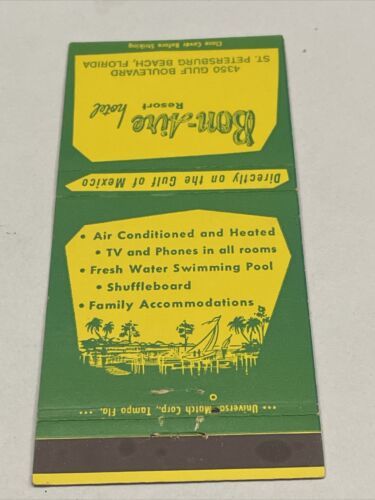 Close Cover Before Striking
4350 GULF BOULEVARD
ST. PETERSBURG BEACH, FLORIDA
Bon-Aire hotel
Resort
Directly on the Gulf of Mexico
• Air Conditioned and Heated
• TV and Phones in all rooms
• Fresh Water Swimming Pool
• Shuffleboard
• Family Accommodations
Universal Match Corp., Tampa Fla.